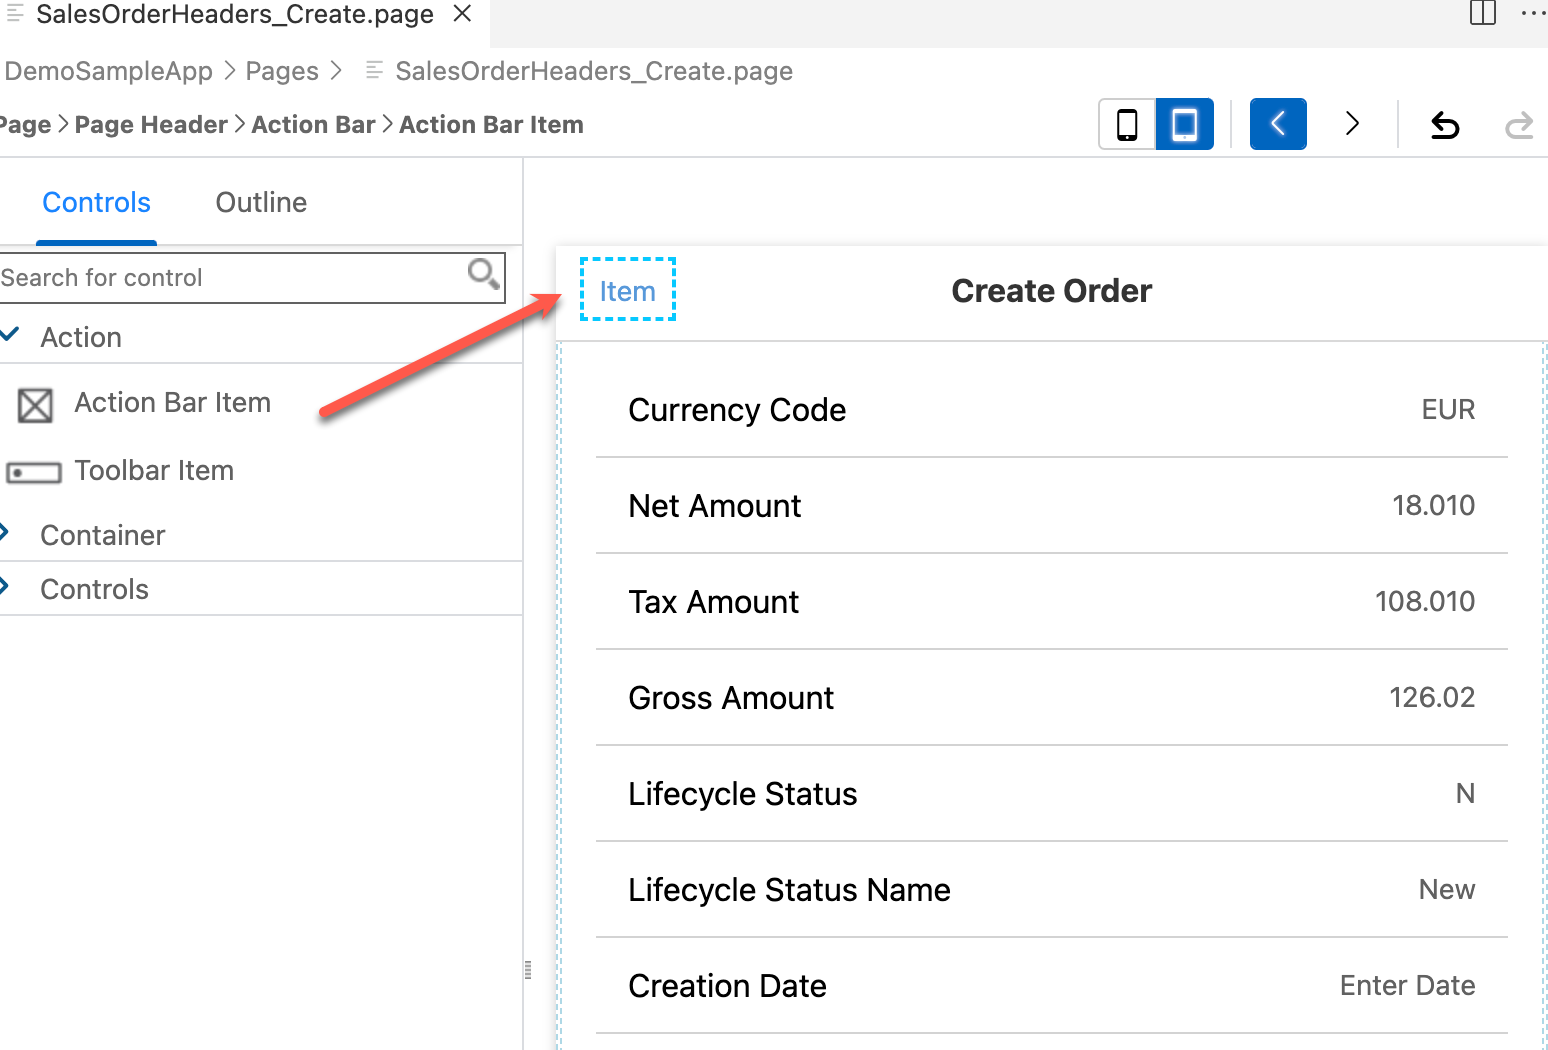 SalesOrderHeaders_Create.page
DemoSampleApp > Pages > SalesOrderHeaders_Create.page
Page > Page Header > Action Bar > Action Bar Item
Controls Outline
Search for control
Action
Action Bar Item
Toolbar Item
Container
Controls
Item Create Order
Currency Code EUR
Net Amount 18.010
Tax Amount 108.010
Gross Amount 126.02
Lifecycle Status N
Lifecycle Status Name New
Creation Date Enter Date